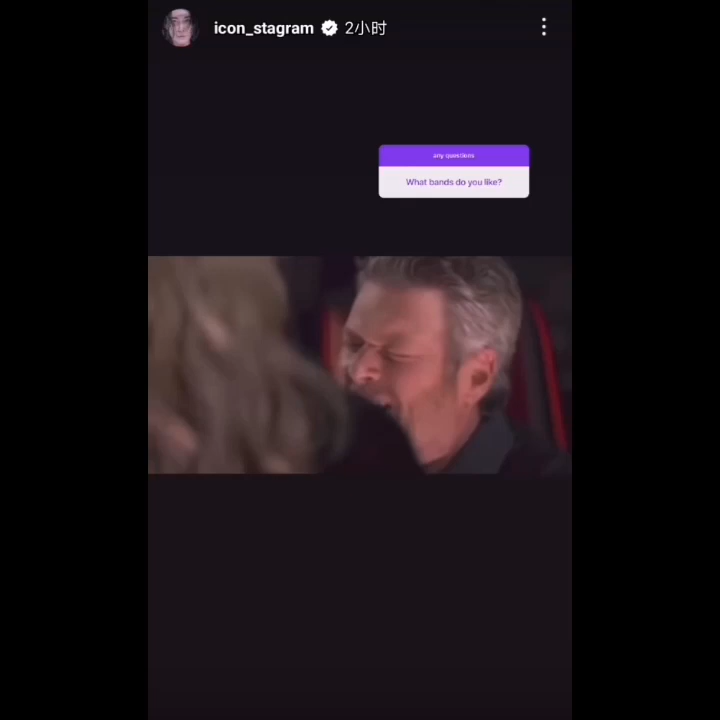 icon_stagram 2小时
any questions
What bands do you like?